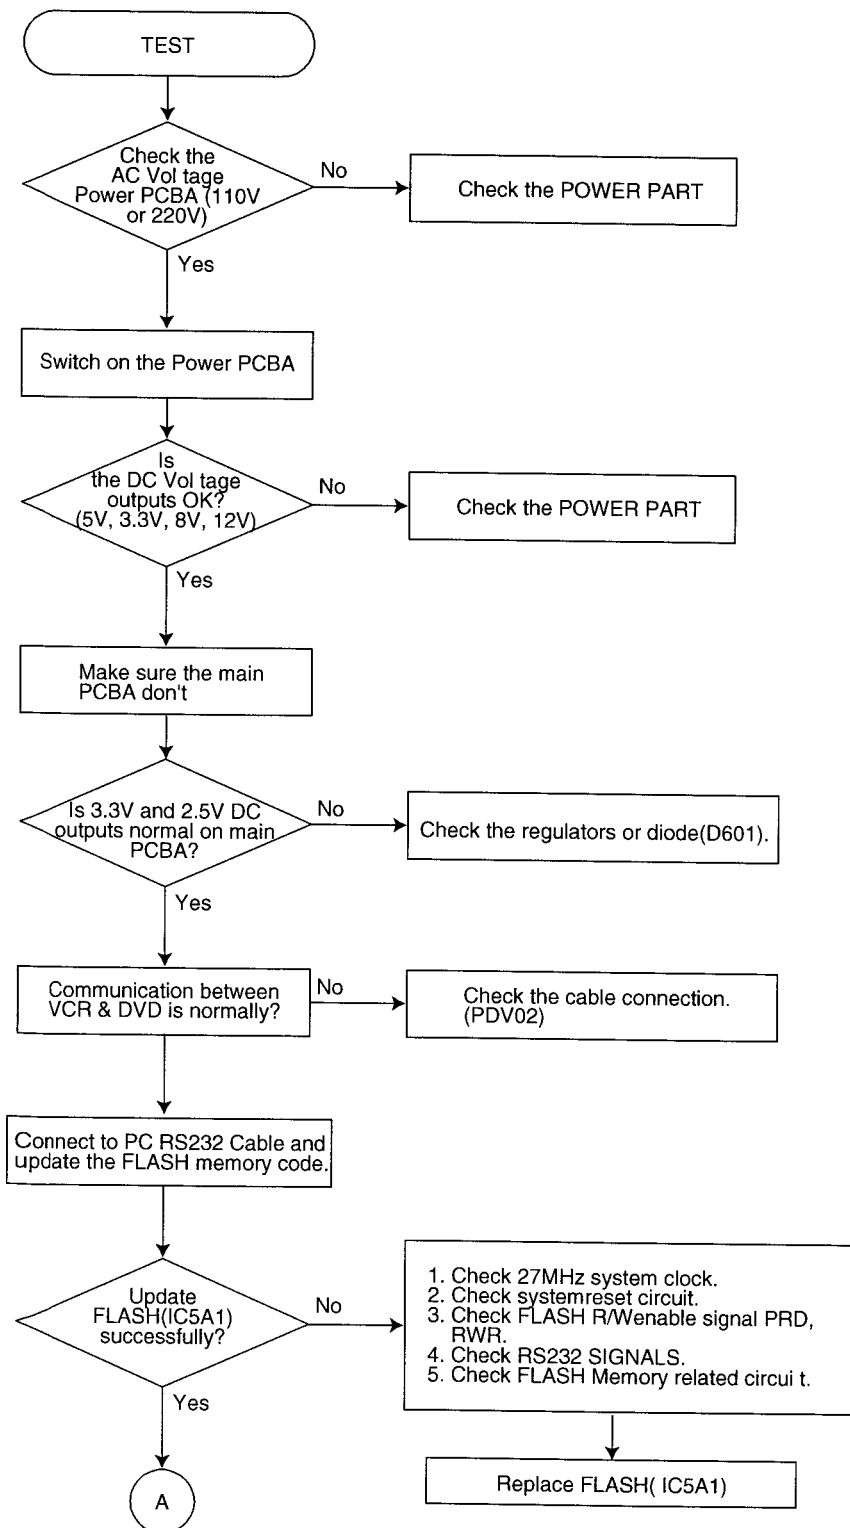 TEST
Check the
AC Vol tage
Power PCBA (110V
or 220V)
No
Check the POWER PART
Yes
Switch on the Power PCBA
Is
the DC Vol tage
outputs OK?
(5V, 3.3V, 8V, 12V)
No
Check the POWER PART
Yes
Make sure the main
PCBA don't
Is 3.3V and 2.5V DC
outputs normal on main
PCBA?
No
Check the regulators or diode(D601).
Yes
Communication between
VCR & DVD is normally?
No
Check the cable connection.
(PDV02)
Connect to PC RS232 Cable and
update the FLASH memory code.
Update
FLASH(IC5A1)
successfully?
No
1. Check 27MHz system clock.
2. Check systemreset circuit.
3. Check FLASH R/Wenable signal PRD,
RWR.
4. Check RS232 SIGNALS.
5. Check FLASH Memory related circui t.
Yes
Replace FLASH( IC5A1)
A